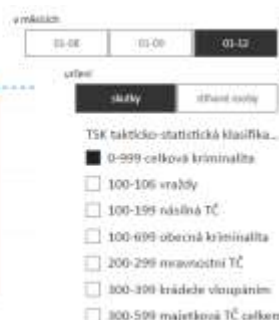 v měsících
01-08 01-09 01-12
určení
skutky stíhané osoby
TSK takticko-statistická klasifika...
0-999 celková kriminalita
100-106 vraždy
100-199 násilná TČ
100-699 obecná kriminalita
200-299 mravnostní TČ
300-399 krádeže vloupáním
300-599 majetková TČ celkem